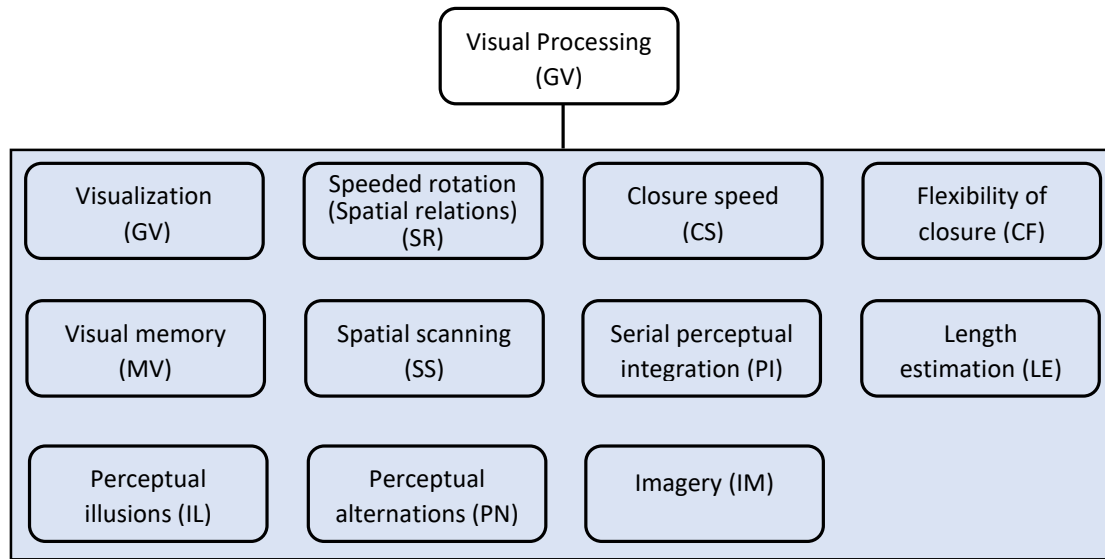 Visual Processing
(GV)
Visualization
(GV)
Speeded rotation
(Spatial relations)
(SR)
Closure speed
(CS)
Flexibility of
closure (CF)
Visual memory
(MV)
Spatial scanning
(SS)
Serial perceptual
integration (PI)
Length
estimation (LE)
Perceptual
illusions (IL)
Perceptual
alternations (PN)
Imagery (IM)